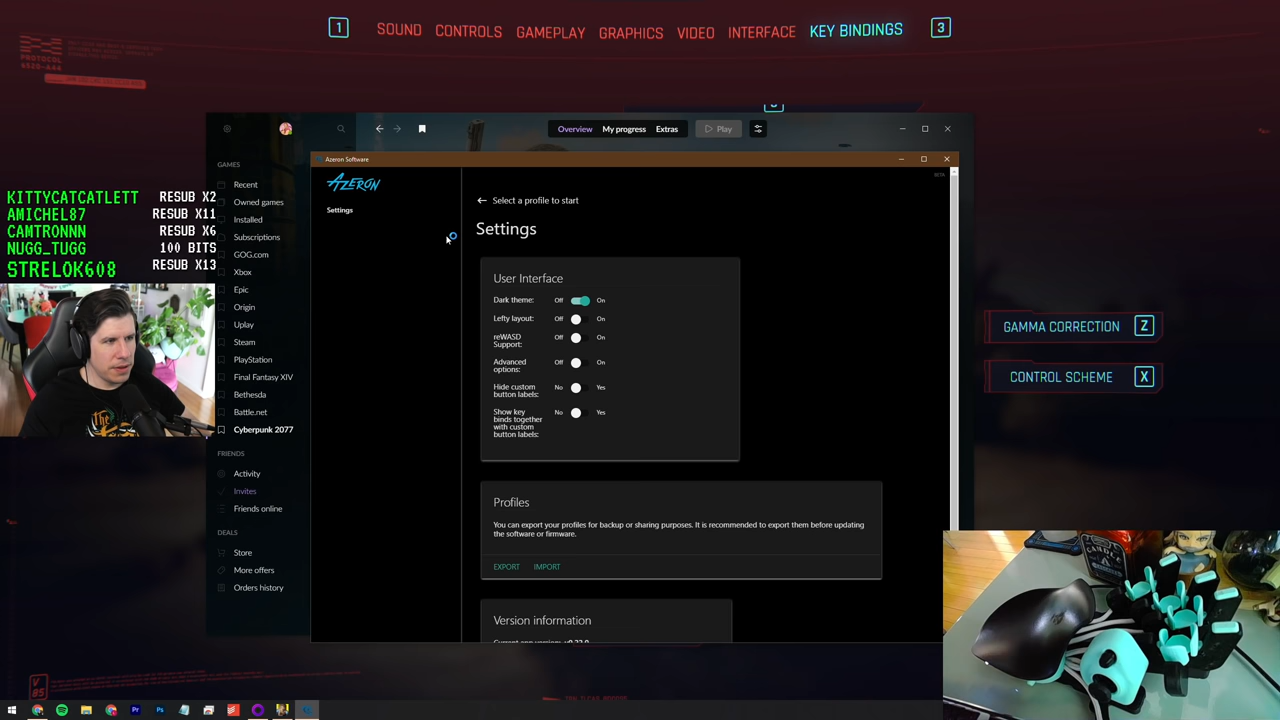 1
SOUND
CONTROLS
GAMEPLAY
GRAPHICS
VIDEO
INTERFACE
KEY BINDINGS
3
PROTOCOL
6520-A44
Overview
My progress
Extras
Play
GAMES
Recent
Owned games
Installed
Subscriptions
GOG.com
Xbox
Epic
Origin
Uplay
Steam
PlayStation
Final Fantasy XIV
Bethesda
Battle.net
Cyberpunk 2077
FRIENDS
Activity
Invites
Friends online
DEALS
Store
More offers
Orders history
KITTYCATCATLETT RESUB X2
AMICHEL87 RESUB X11
CAMTRONNN RESUB X6
NUGG_TUGG 100 BITS
STRELOK608 RESUB X13
Azeron Software
AZERON
Settings
BETA
Select a profile to start
Settings
User Interface
Dark theme: Off On
Lefty layout: Off On
reWASD
Support: Off On
Advanced
options: Off On
Hide custom
button labels: No Yes
Show key
binds together
with custom
button labels: No Yes
Profiles
You can export your profiles for backup or sharing purposes. It is recommended to export them before updating
the software or firmware.
EXPORT IMPORT
Version information
GAMMA CORRECTION Z
CONTROL SCHEME X
V
85
CANDLE